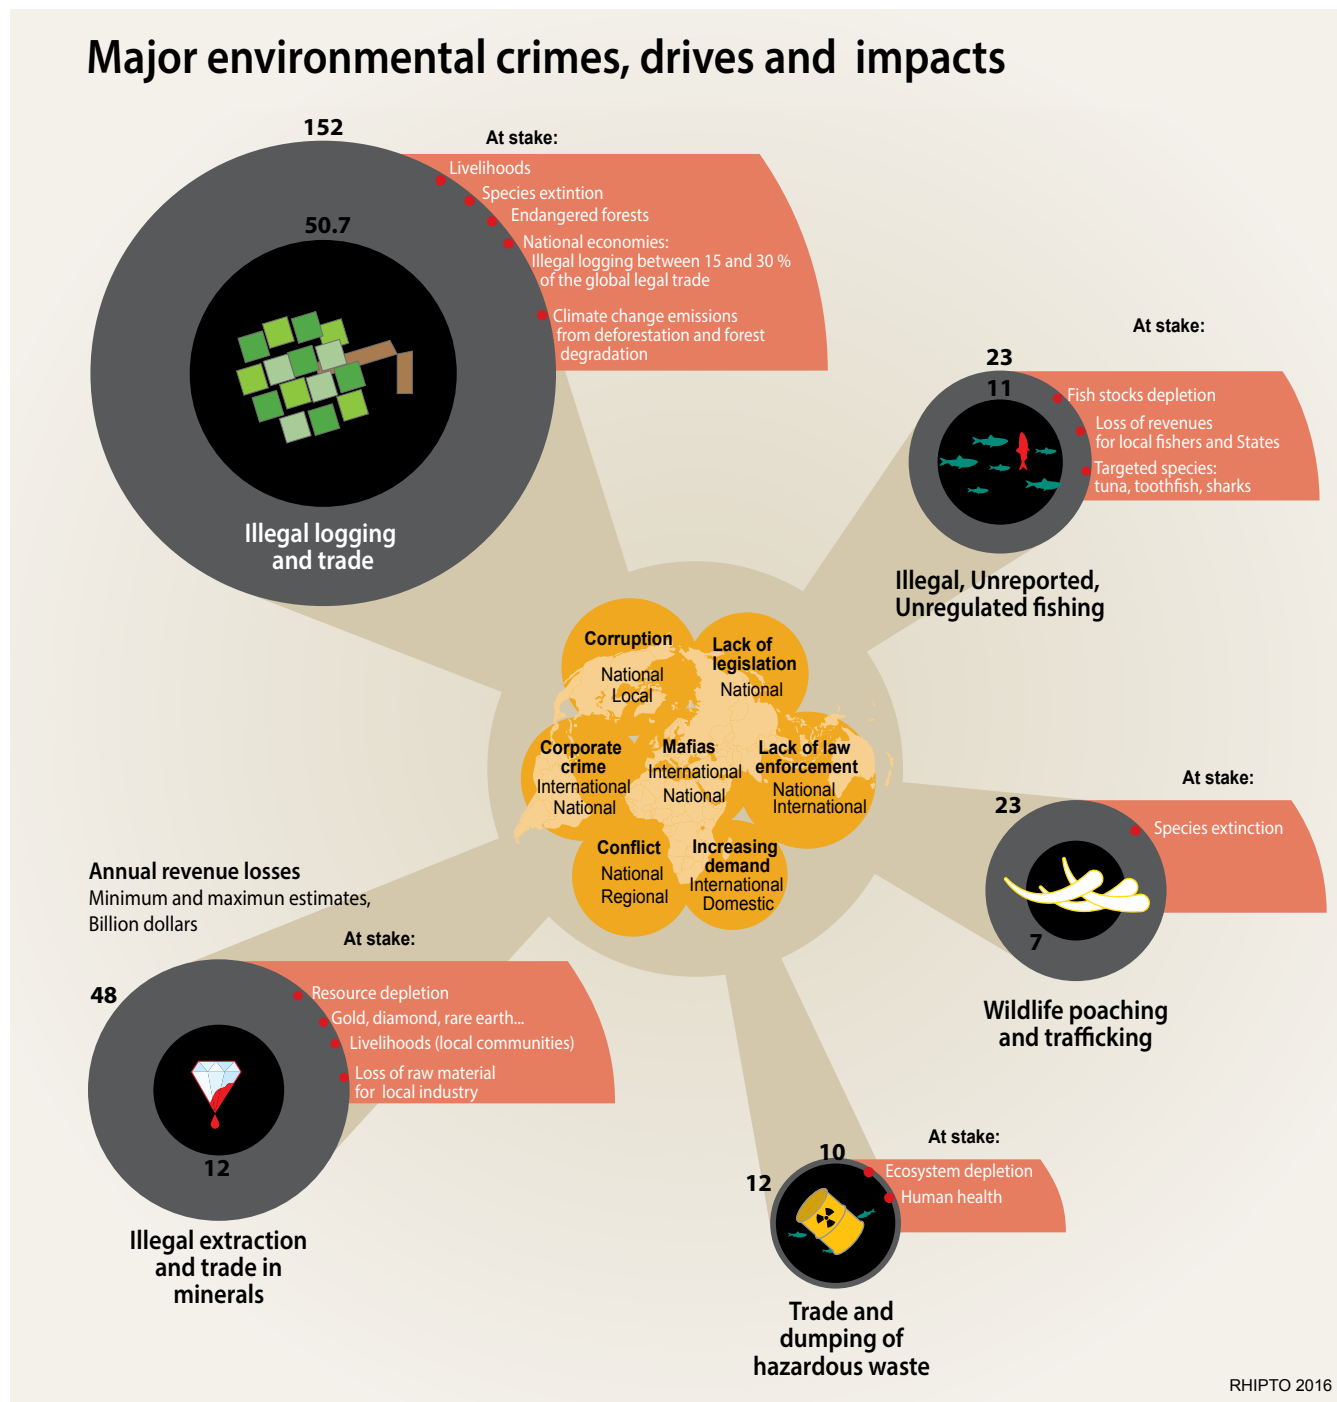 Major environmental crimes, drives and impacts
152
50.7
Illegal logging
and trade
At stake:
Livelihoods
Species extintion
Endangered forests
National economies:
Illegal logging between 15 and 30 %
of the global legal trade
Climate change emissions
from deforestation and forest
degradation
At stake:
23
11
Fish stocks depletion
Loss of revenues
for local fishers and States
Targeted species:
tuna, toothfish, sharks
Illegal, Unreported,
Unregulated fishing
Corruption
National
Local
Lack of
legislation
National
Corporate
crime
International
National
Mafias
International
National
Lack of law
enforcement
National
International
Conflict
National
Regional
Increasing
demand
International
Domestic
At stake:
23
7
Species extinction
Wildlife poaching
and trafficking
Annual revenue losses
Minimum and maximun estimates,
Billion dollars
At stake:
48
12
Resource depletion
Gold, diamond, rare earth...
Livelihoods (local communities)
Loss of raw material
for local industry
Illegal extraction
and trade in
minerals
At stake:
10
12
Ecosystem depletion
Human health
Trade and
dumping of
hazardous waste
RHIPTO 2016